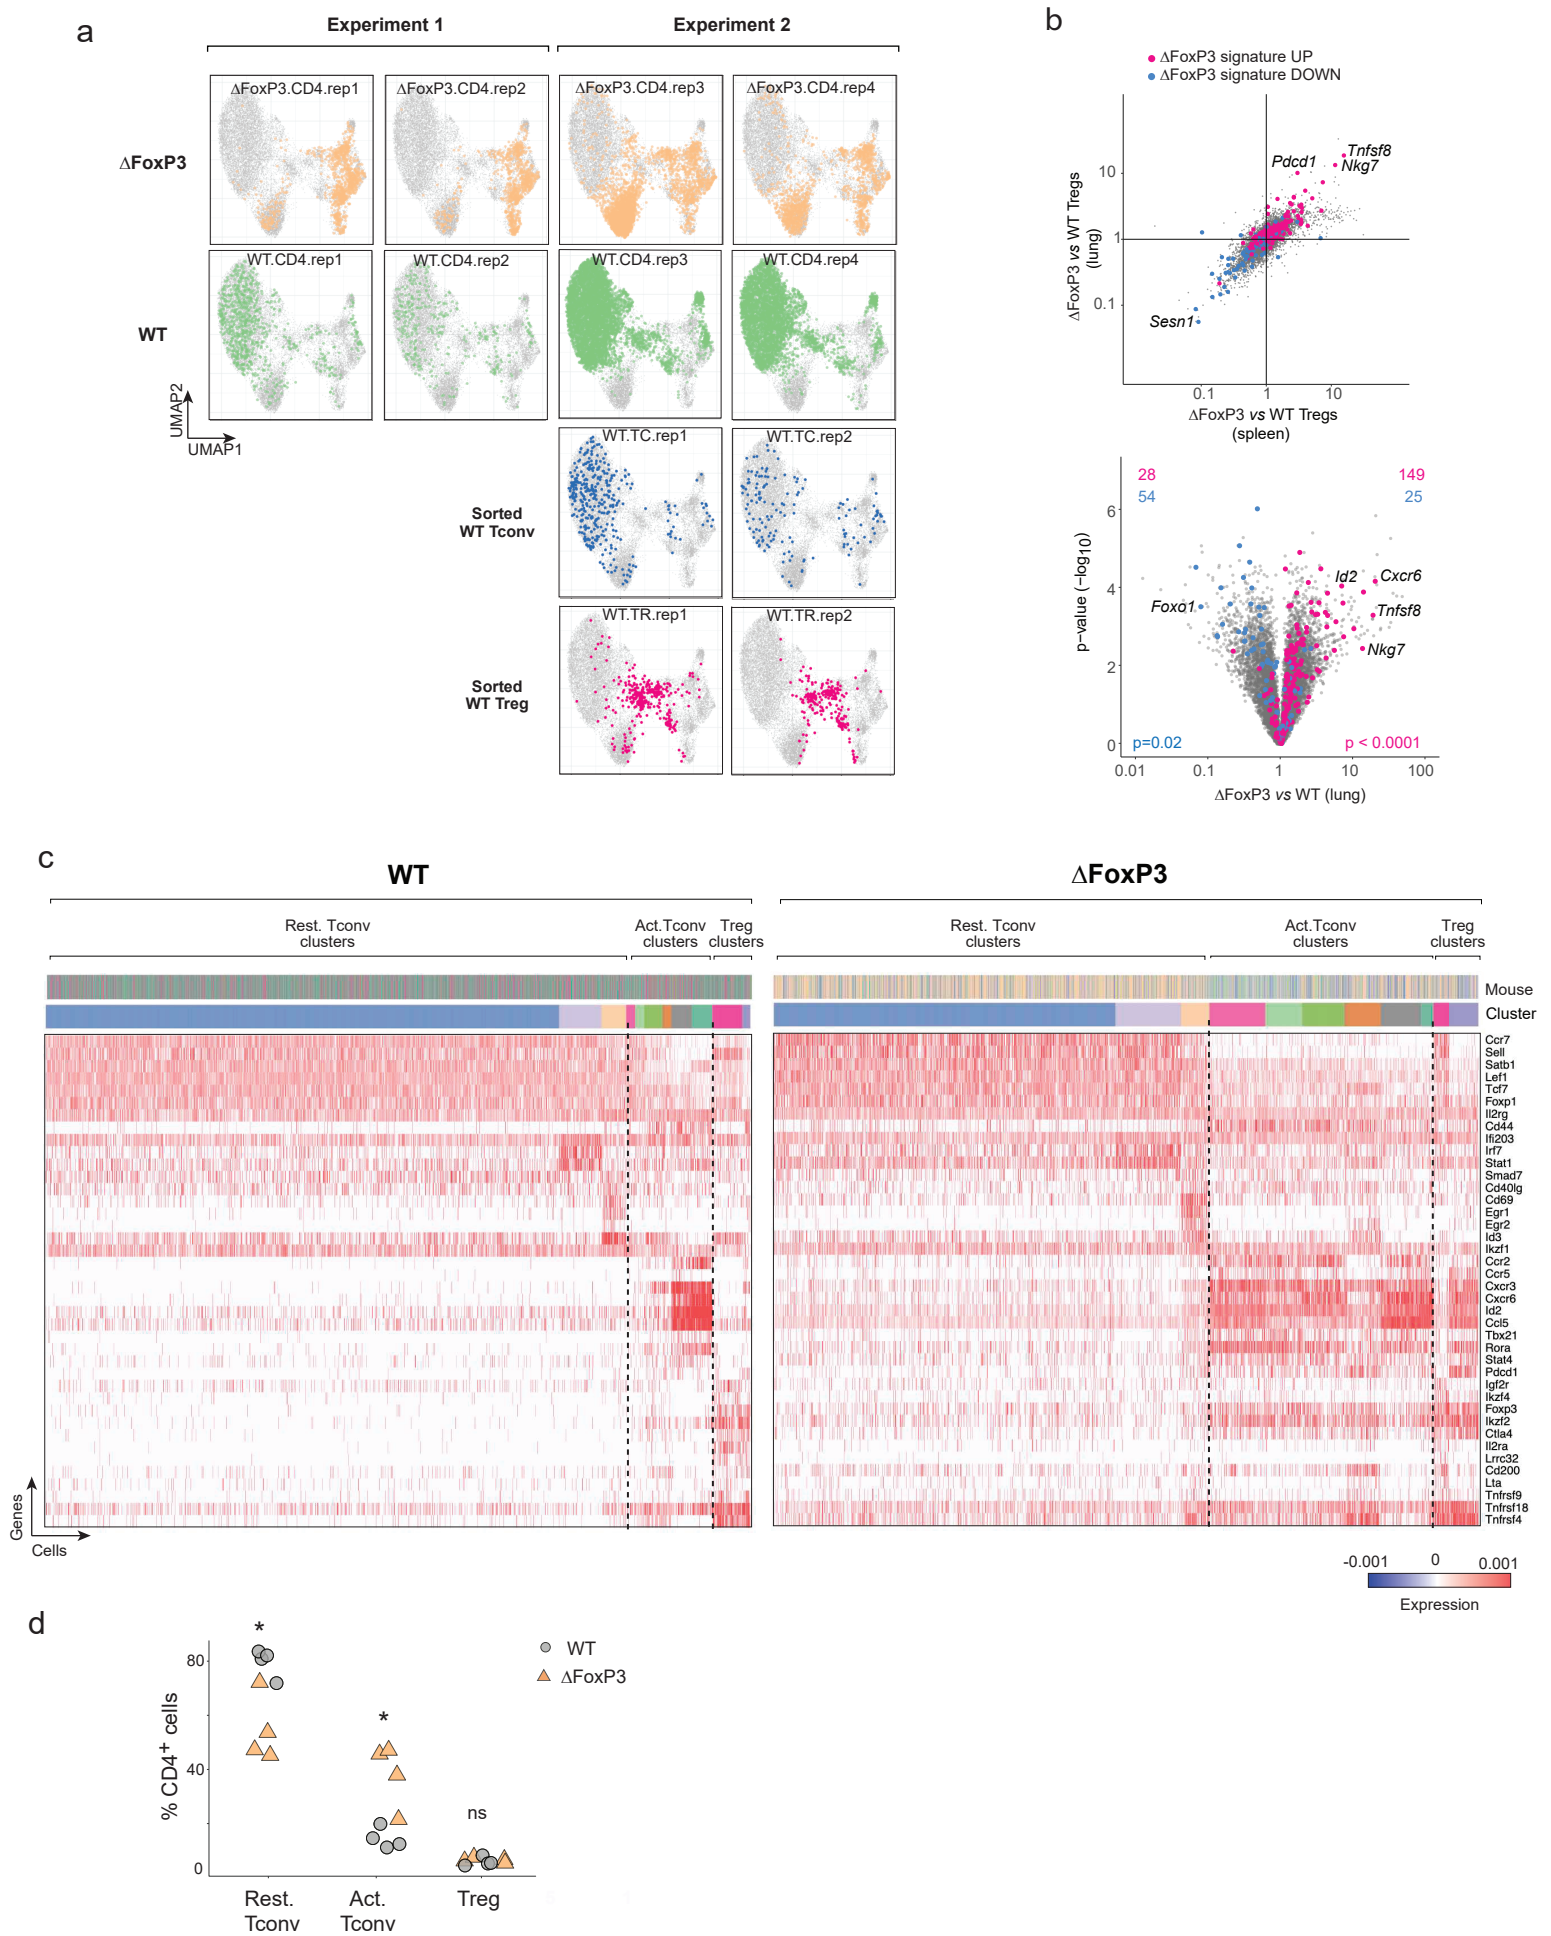 a
Experiment 1
Experiment 2
ΔFoxP3.CD4.rep1
ΔFoxP3.CD4.rep2
ΔFoxP3.CD4.rep3
ΔFoxP3.CD4.rep4
ΔFoxP3
WT.CD4.rep1
WT.CD4.rep2
WT.CD4.rep3
WT.CD4.rep4
WT
UMAP2
UMAP1
WT.TC.rep1
WT.TC.rep2
Sorted
WT Tconv
WT.TR.rep1
WT.TR.rep2
Sorted
WT Treg
b
ΔFoxP3 signature UP
ΔFoxP3 signature DOWN
ΔFoxP3 vs WT Tregs
(lung)
10
1
0.1
Pdcd1
Tnfsf8
Nkg7
Sesn1
0.1
1
10
ΔFoxP3 vs WT Tregs
(spleen)
28
149
54
25
p−value (−log10)
6
4
2
0
Id2
Cxcr6
Foxo1
Tnfsf8
Nkg7
p=0.02
p < 0.0001
0.01
0.1
1
10
100
ΔFoxP3 vs WT (lung)
c
WT
ΔFoxP3
Rest. Tconv
clusters
Act.Tconv
clusters
Treg
clusters
Rest. Tconv
clusters
Act.Tconv
clusters
Treg
clusters
Mouse
Cluster
Ccr7
Sell
Satb1
Lef1
Tcf7
Foxp1
Il2rg
Cd44
Ifi203
Irf7
Stat1
Smad7
Cd40lg
Cd69
Egr1
Egr2
Id3
Ikzf1
Ccr2
Ccr5
Cxcr3
Cxcr6
Id2
Ccl5
Tbx21
Rora
Stat4
Pdcd1
Igf2r
Ikzf4
Foxp3
Ikzf2
Ctla4
Il2ra
Lrrc32
Cd200
Lta
Tnfrsf9
Tnfrsf18
Tnfrsf4
Genes
Cells
-0.001
0
0.001
Expression
d
% CD4+ cells
80
40
0
*
*
ns
WT
ΔFoxP3
Rest.
Tconv
Act.
Tconv
Treg